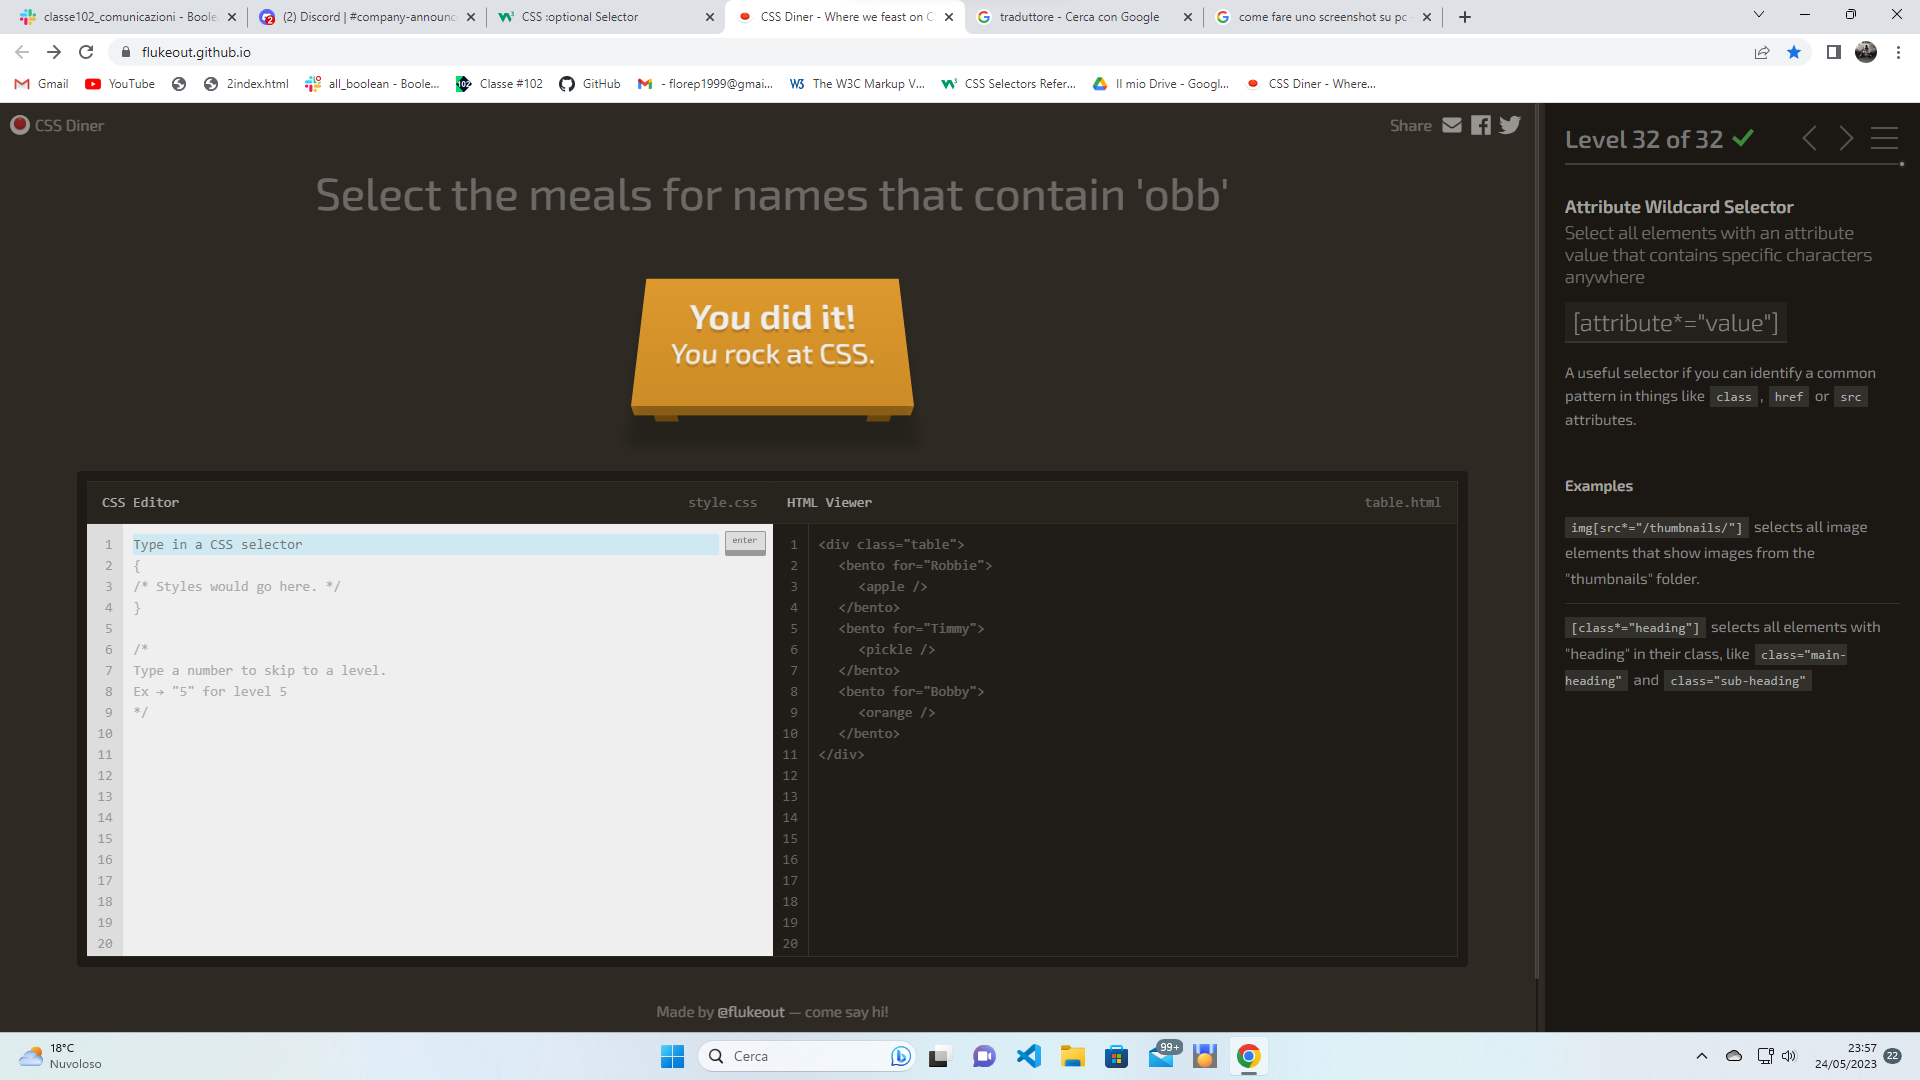 classe102_comunicazioni - Boole
(2) Discord | #company-announc
CSS :optional Selector
CSS Diner - Where we feast on C
traduttore - Cerca con Google
come fare uno screenshot su pc
flukeout.github.io
Gmail
YouTube
2index.html
all_boolean - Boole...
Classe #102
GitHub
- florep1999@gmai...
The W3C Markup V...
CSS Selectors Refer...
Il mio Drive - Googl...
CSS Diner - Where...
CSS Diner
Share
Select the meals for names that contain 'obb'
You did it!
You rock at CSS.
CSS Editor
style.css
HTML Viewer
table.html
1
2
3
4
5
6
7
8
9
10
11
12
13
14
15
16
17
18
19
20
Type in a CSS selector
enter
{
/* Styles would go here. */
}
/*
Type a number to skip to a level.
Ex → "5" for level 5
*/
1
2
3
4
5
6
7
8
9
10
11
12
13
14
15
16
17
18
19
20
<div class="table">
<bento for="Robbie">
<apple />
</bento>
<bento for="Timmy">
<pickle />
</bento>
<bento for="Bobby">
<orange />
</bento>
</div>
Made by @flukeout — come say hi!
Level 32 of 32
Attribute Wildcard Selector
Select all elements with an attribute
value that contains specific characters
anywhere
[attribute*="value"]
A useful selector if you can identify a common
pattern in things like class , href or src
attributes.
Examples
img[src*="/thumbnails/"] selects all image
elements that show images from the
"thumbnails" folder.
[class*="heading"] selects all elements with
"heading" in their class, like class="main-
heading" and class="sub-heading"
18°C
Nuvoloso
Cerca
99+
23:57
24/05/2023
22